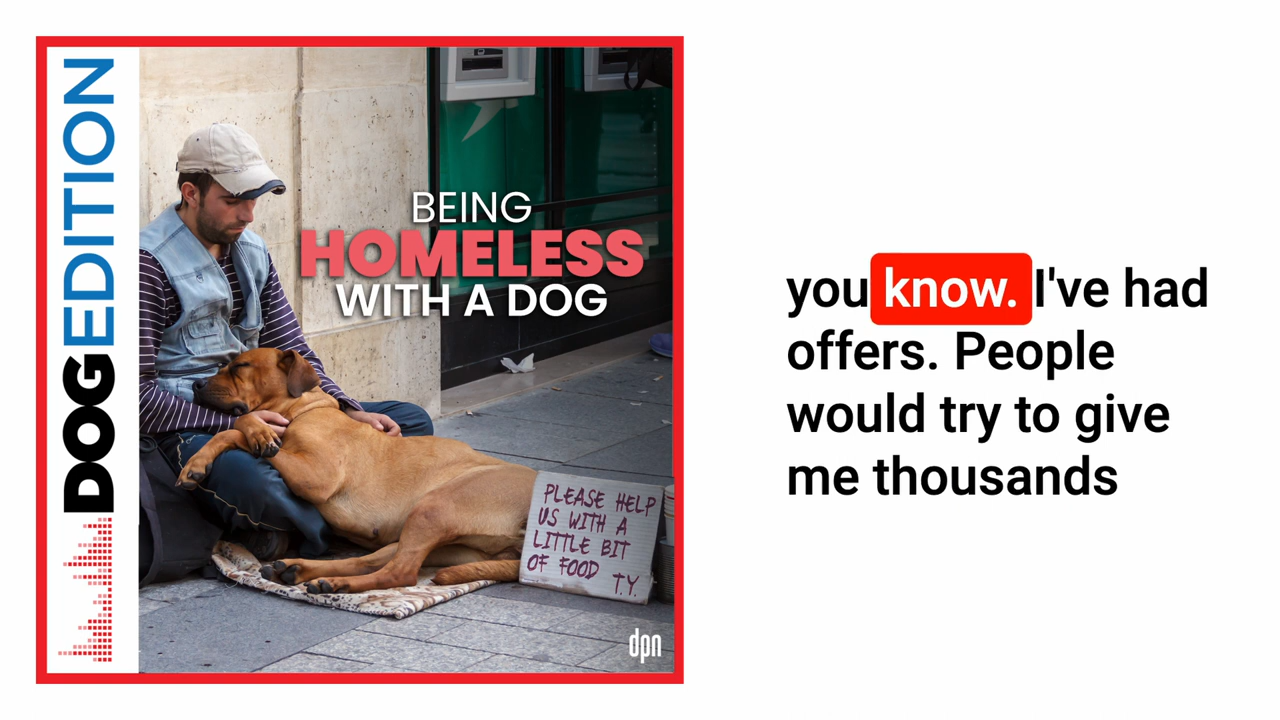 DOGEDITION
BEING
HOMELESS
WITH A DOG
PLEASE HELP
US WITH A
LITTLE BIT
OF FOOD T.Y.
dpn
you know. I've had
offers. People
would try to give
me thousands